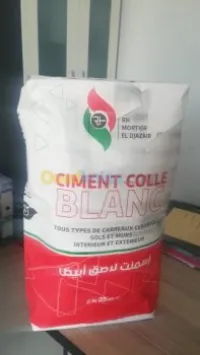 RH
MORTIER
EL DJAZAIR
CIMENT COLLE
BLANC
TOUS TYPES DE CARREAUX
SOLS ET MURS
INTERIEUR ET EXTERIEUR
إسمنت لاصق أبيض